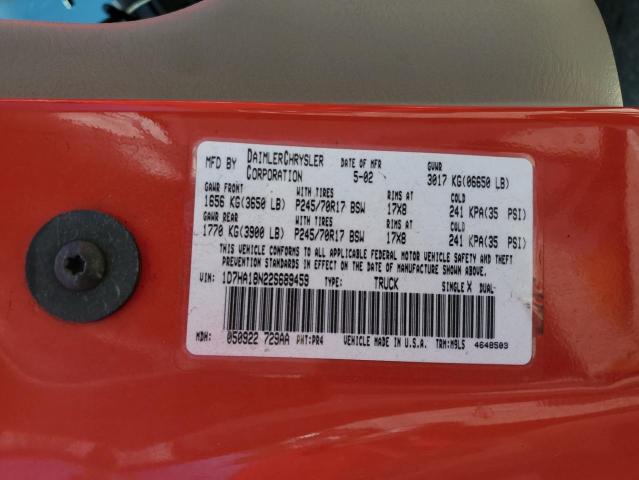 MFD BY DAIMLERCHRYSLER CORPORATION DATE OF MFR 5-02 GVWR 3017 KG(06650 LB)
GAWR FRONT WITH TIRES RIMS AT COLD
1656 KG(3650 LB) P245/70R17 BSW 17X8 241 KPA(35 PSI)
GAWR REAR WITH TIRES RIMS AT COLD
1770 KG(3900 LB) P245/70R17 BSW 17X8 241 KPA(35 PSI)
THIS VEHICLE CONFORMS TO ALL APPLICABLE FEDERAL MOTOR VEHICLE SAFETY AND THEFT
PREVENTION STANDARDS IN EFFECT ON THE DATE OF MANUFACTURE SHOWN ABOVE.
VIN: 1D7HA18N22S689459 TYPE: TRUCK SINGLE X DUAL
MDH: 050922 729AA PNT:PR4 VEHICLE MADE IN U.S.A. TRM:M9L5 4648503